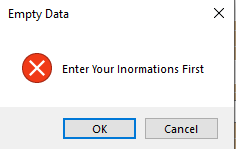 Empty Data
Enter Your Inormations First
OK
Cancel